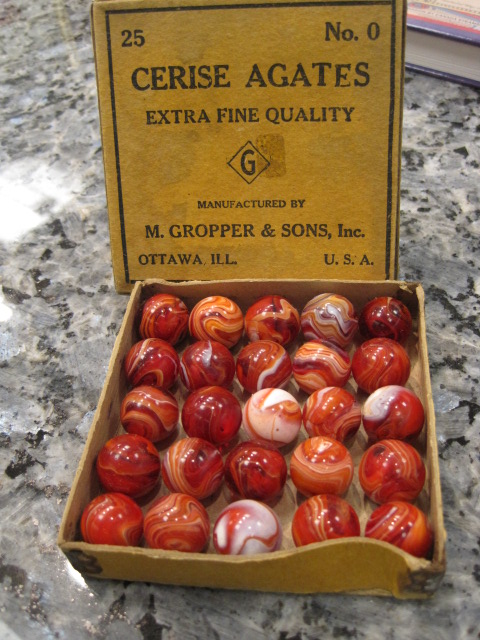 25 No. 0
CERISE AGATES
EXTRA FINE QUALITY
G
MANUFACTURED BY
M. GROPPER & SONS, Inc.
OTTAWA, ILL. U. S. A.